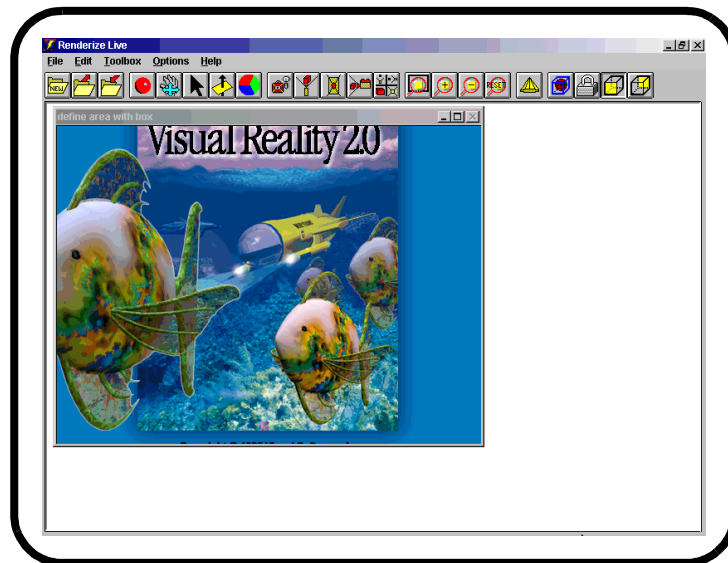 Renderize Live
File Edit Toolbox Options Help
NEW RESET
define area with box
Visual Reality 2.0